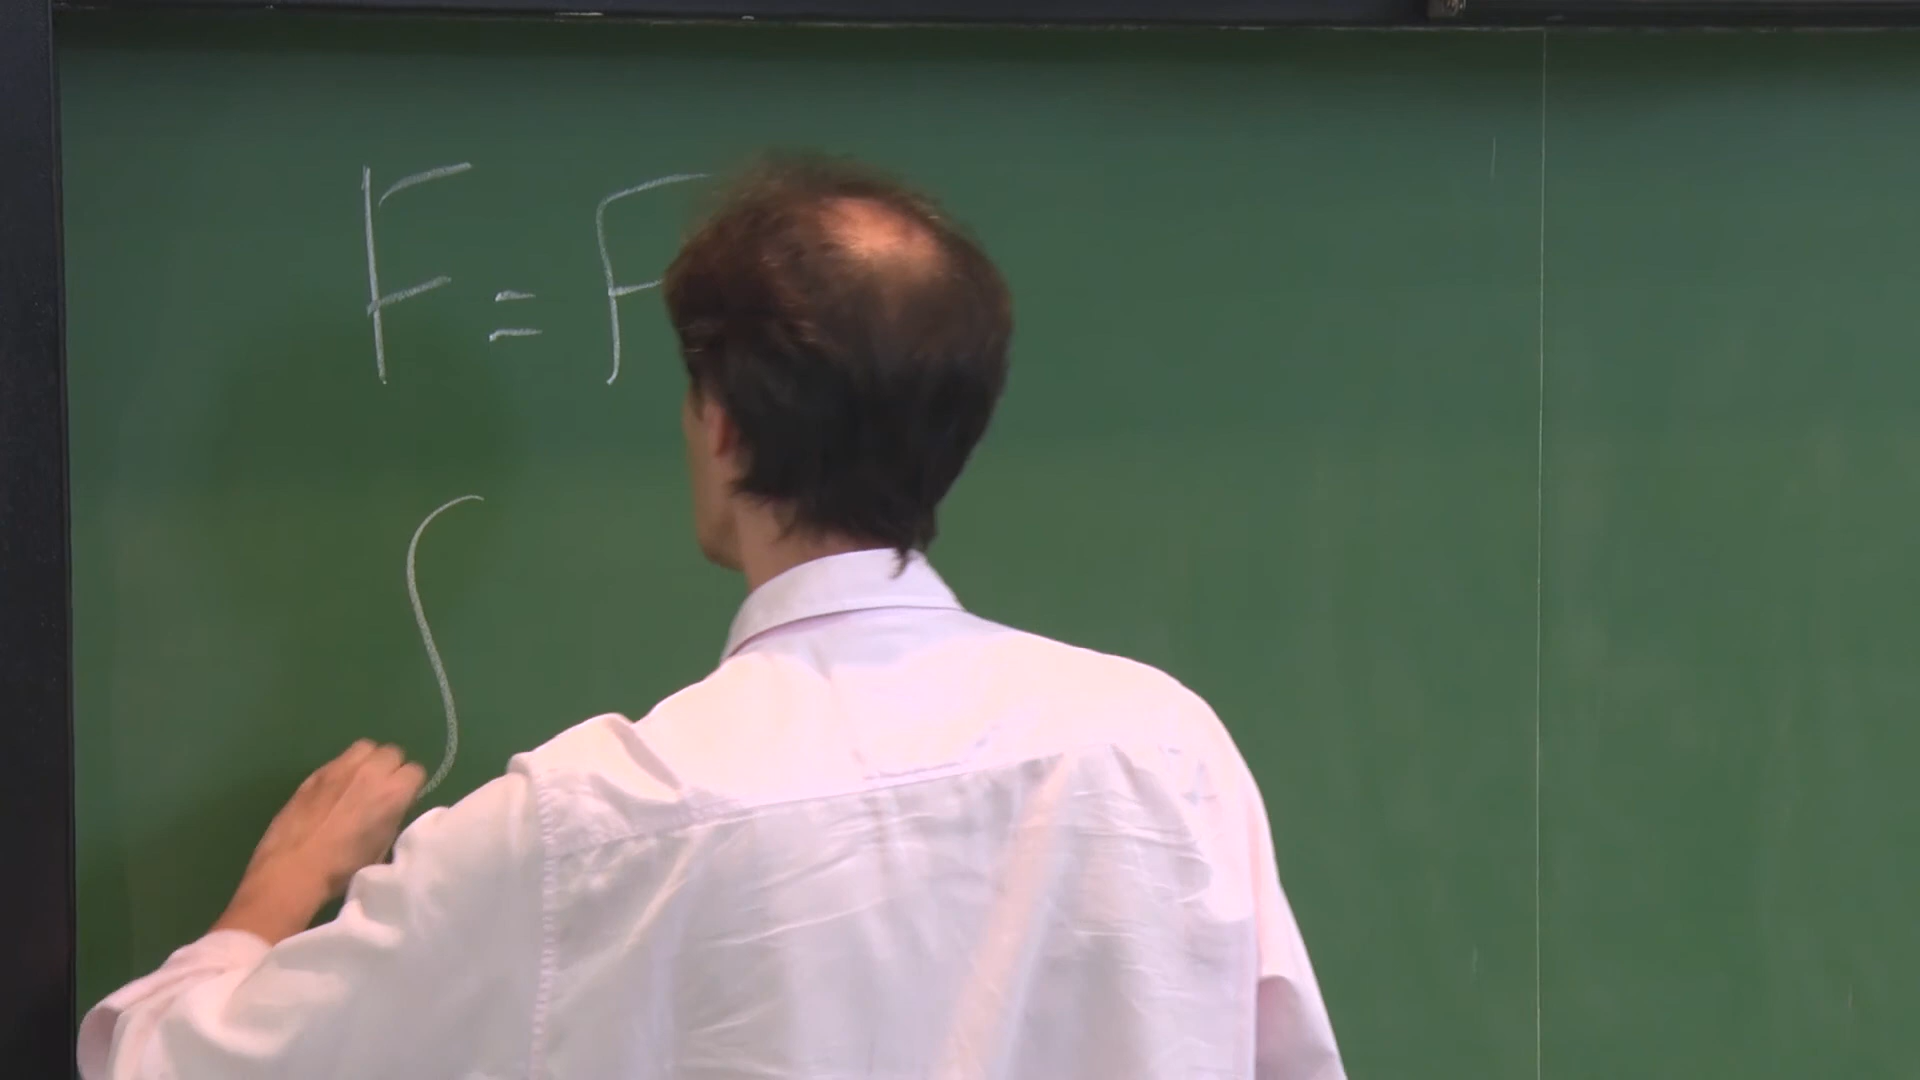 F = F
∫